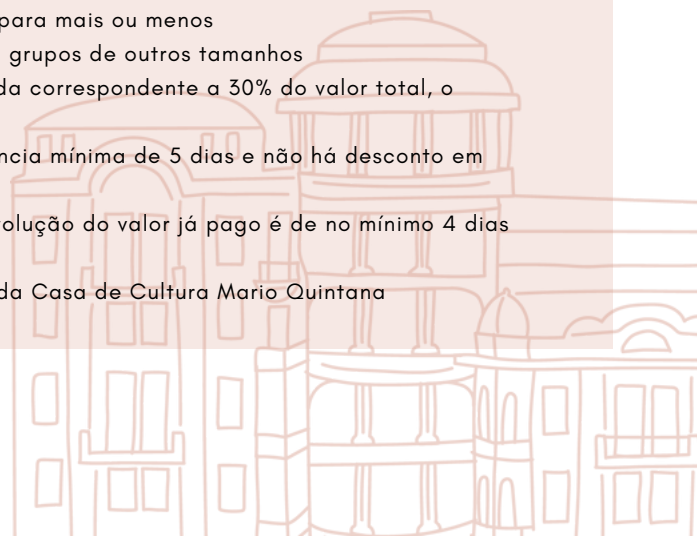 para mais ou menos
grupos de outros tamanhos
da correspondente a 30% do valor total, o
ncia mínima de 5 dias e não há desconto em
olução do valor já pago é de no mínimo 4 dias
da Casa de Cultura Mario Quintana